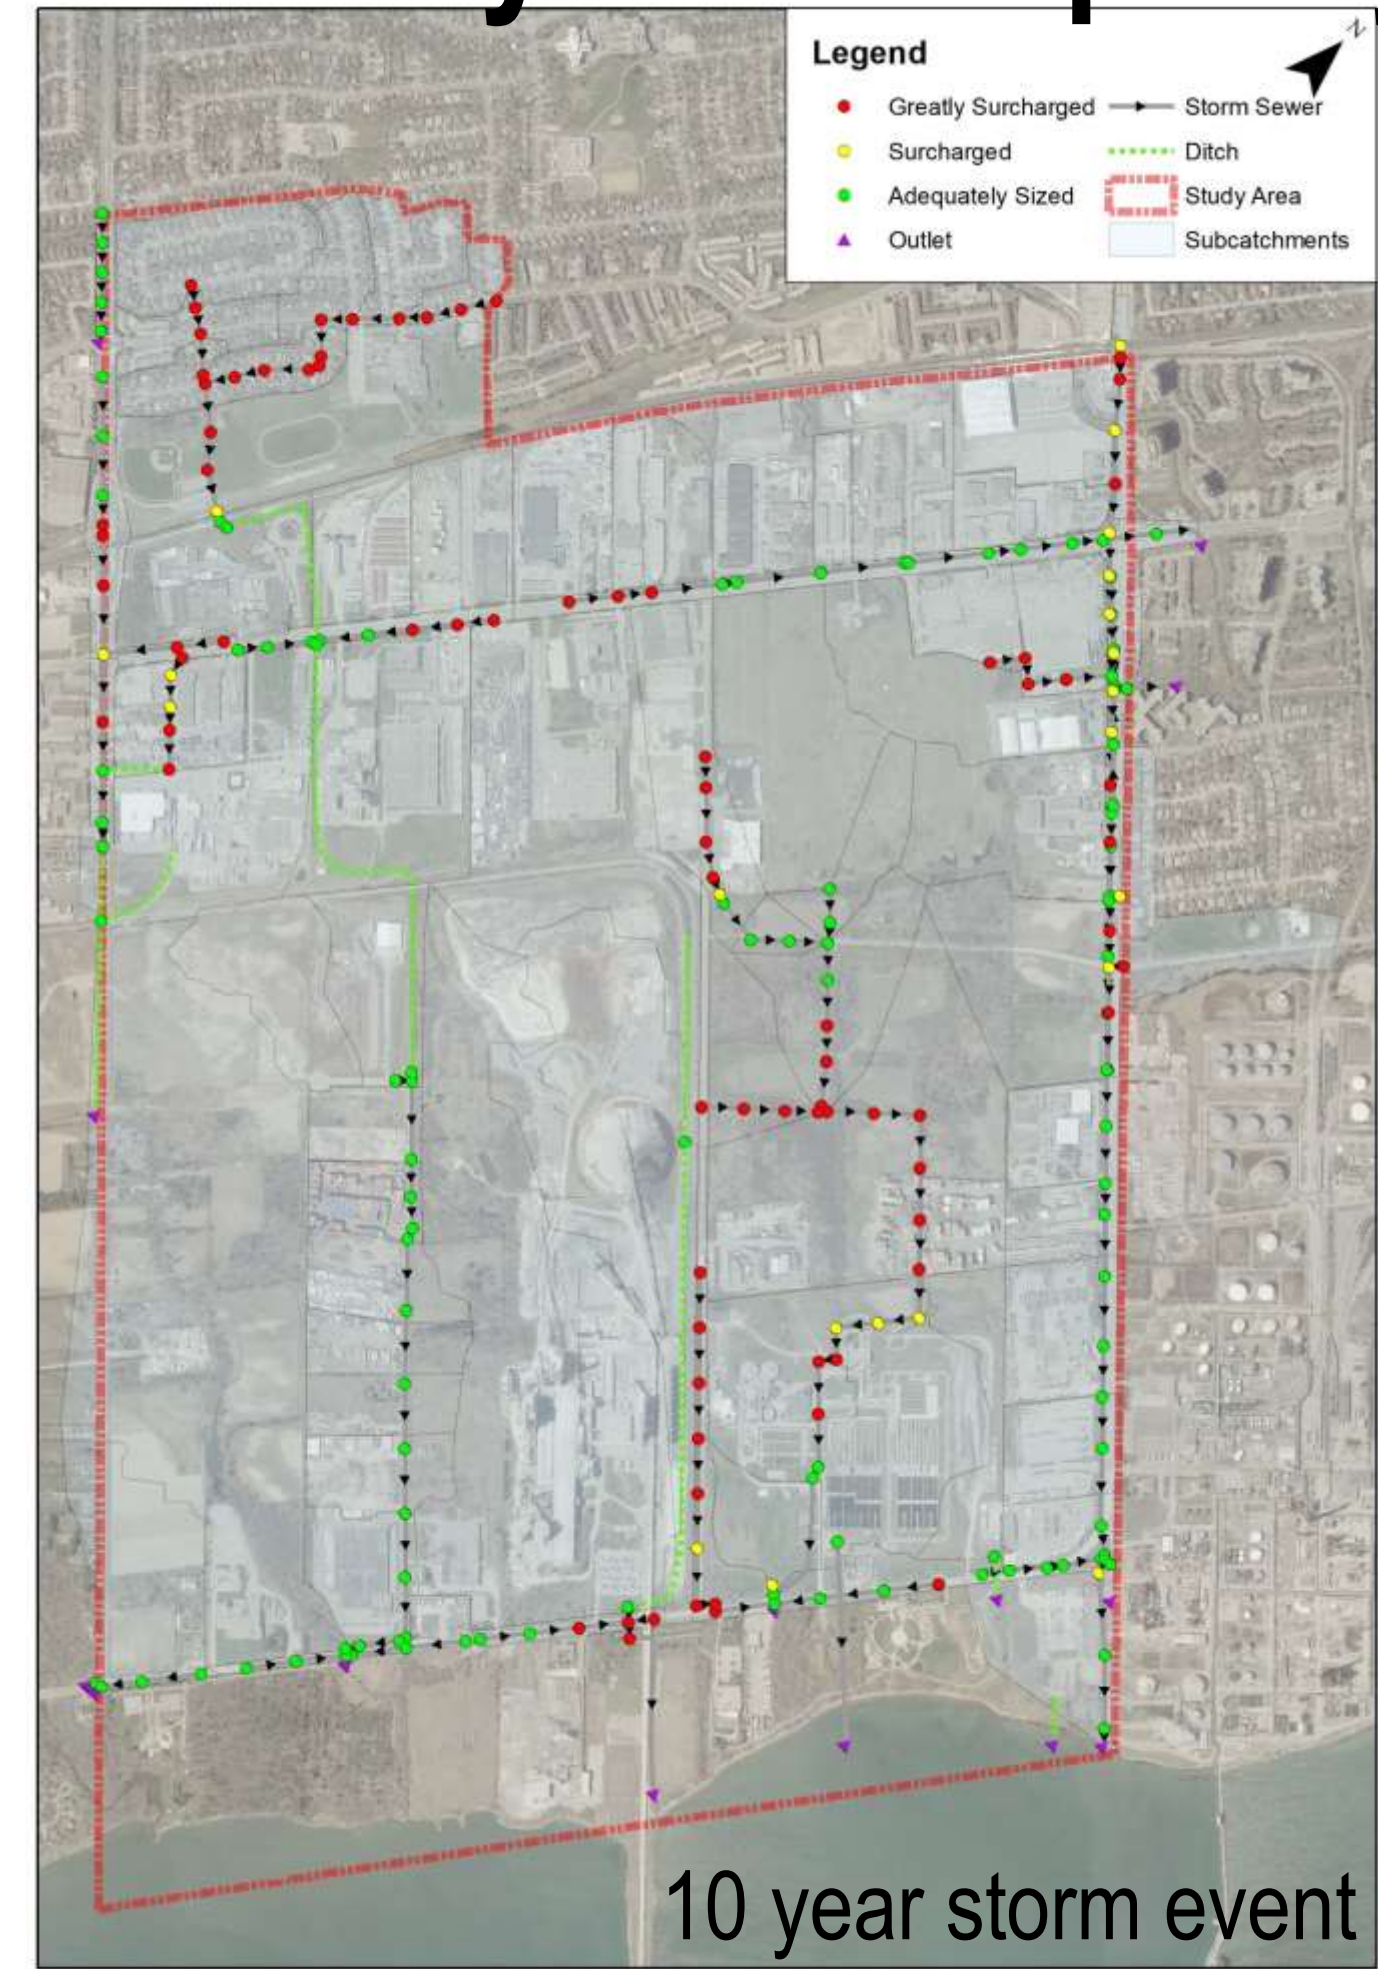 Legend
Greatly Surcharged
Storm Sewer
Surcharged
Ditch
Adequately Sized
Study Area
Outlet
Subcatchments
N
10 year storm event